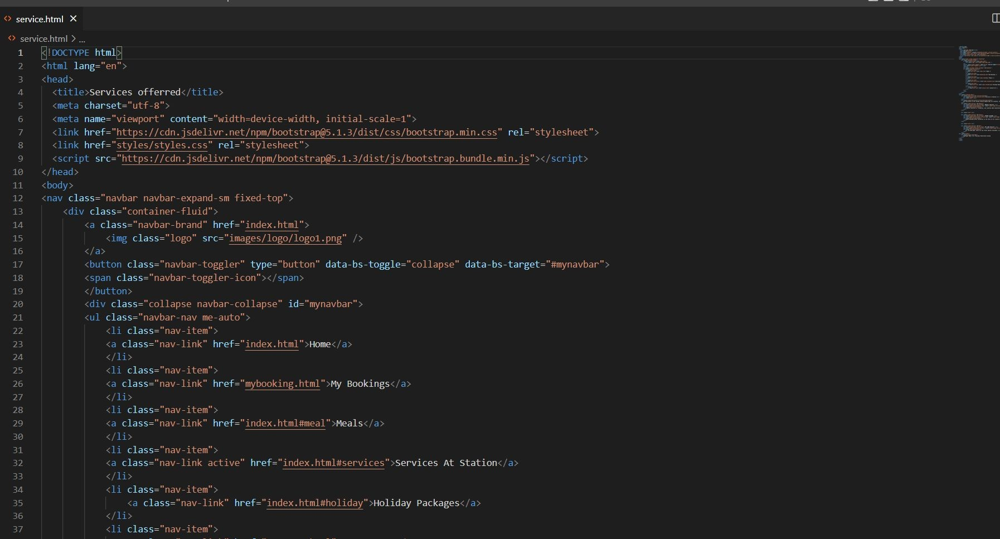 service.html
service.html > ...
1 <!DOCTYPE html>
2 <html lang="en">
3 <head>
4 <title>Services offerred</title>
5 <meta charset="utf-8">
6 <meta name="viewport" content="width=device-width, initial-scale=1">
7 <link href="https://cdn.jsdelivr.net/npm/bootstrap@5.1.3/dist/css/bootstrap.min.css" rel="stylesheet">
8 <link href="styles/styles.css" rel="stylesheet">
9 <script src="https://cdn.jsdelivr.net/npm/bootstrap@5.1.3/dist/js/bootstrap.bundle.min.js"></script>
10 </head>
11 <body>
12 <nav class="navbar navbar-expand-sm fixed-top">
13 <div class="container-fluid">
14 <a class="navbar-brand" href="index.html">
15 <img class="logo" src="images/logo/logo1.png" />
16 </a>
17 <button class="navbar-toggler" type="button" data-bs-toggle="collapse" data-bs-target="#mynavbar">
18 <span class="navbar-toggler-icon"></span>
19 </button>
20 <div class="collapse navbar-collapse" id="mynavbar">
21 <ul class="navbar-nav me-auto">
22 <li class="nav-item">
23 <a class="nav-link" href="index.html">Home</a>
24 </li>
25 <li class="nav-item">
26 <a class="nav-link" href="mybooking.html">My Bookings</a>
27 </li>
28 <li class="nav-item">
29 <a class="nav-link" href="index.html#meal">Meals</a>
30 </li>
31 <li class="nav-item">
32 <a class="nav-link active" href="index.html#services">Services At Station</a>
33 </li>
34 <li class="nav-item">
35 <a class="nav-link" href="index.html#holiday">Holiday Packages</a>
36 </li>
37 <li class="nav-item">